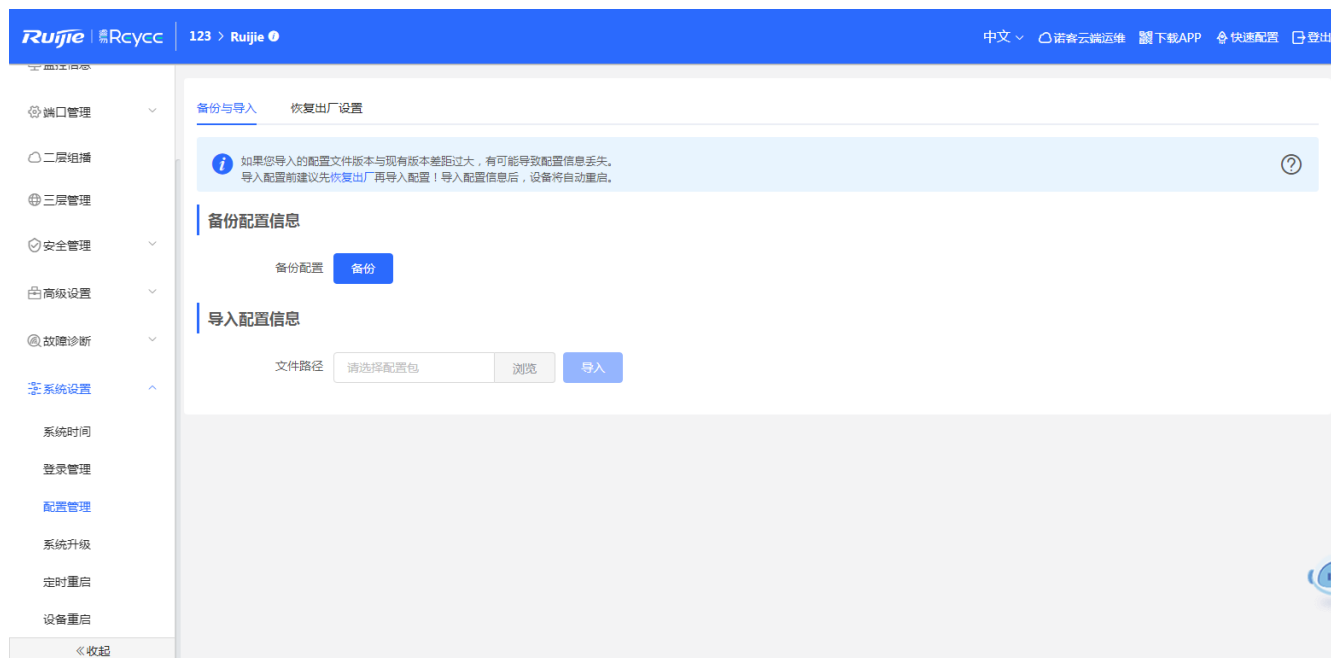 Ruijie | 睿易 Rcycc 123 > Ruijie
中文 诺客云端运维 下载APP 快速配置 登出
监控信息
端口管理
二层组播
三层管理
安全管理
高级设置
故障诊断
系统设置
系统时间
登录管理
配置管理
系统升级
定时重启
设备重启
《收起
备份与导入 恢复出厂设置
如果您导入的配置文件版本与现有版本差距过大，有可能导致配置信息丢失。
导入配置前建议先恢复出厂再导入配置！导入配置信息后，设备将自动重启。
备份配置信息
备份配置 备份
导入配置信息
文件路径 请选择配置包 浏览 导入